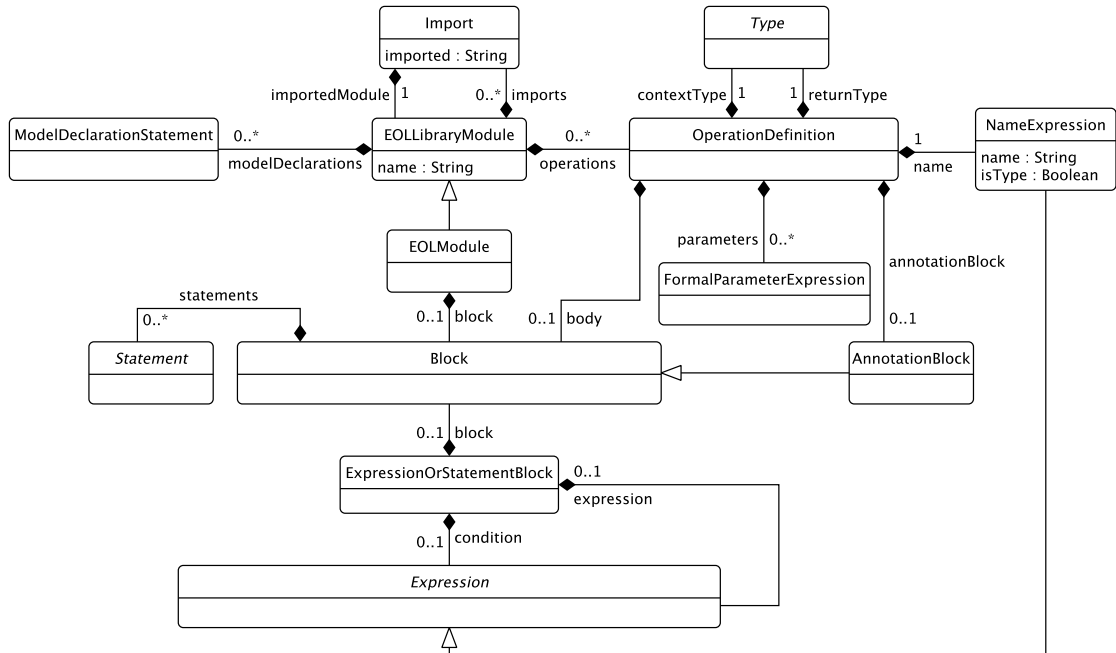 Import
imported : String
Type
importedModule
1
0..*
imports
contextType
1
1
returnType
ModelDeclarationStatement
0..*
modelDeclarations
EOLLibraryModule
name : String
0..*
operations
OperationDefinition
1
name
NameExpression
name : String
isType : Boolean
EOLModule
parameters
0..*
FormalParameterExpression
annotationBlock
0..1
statements
0..*
0..1
block
0..1
body
Statement
Block
AnnotationBlock
0..1
block
ExpressionOrStatementBlock
0..1
expression
0..1
condition
Expression